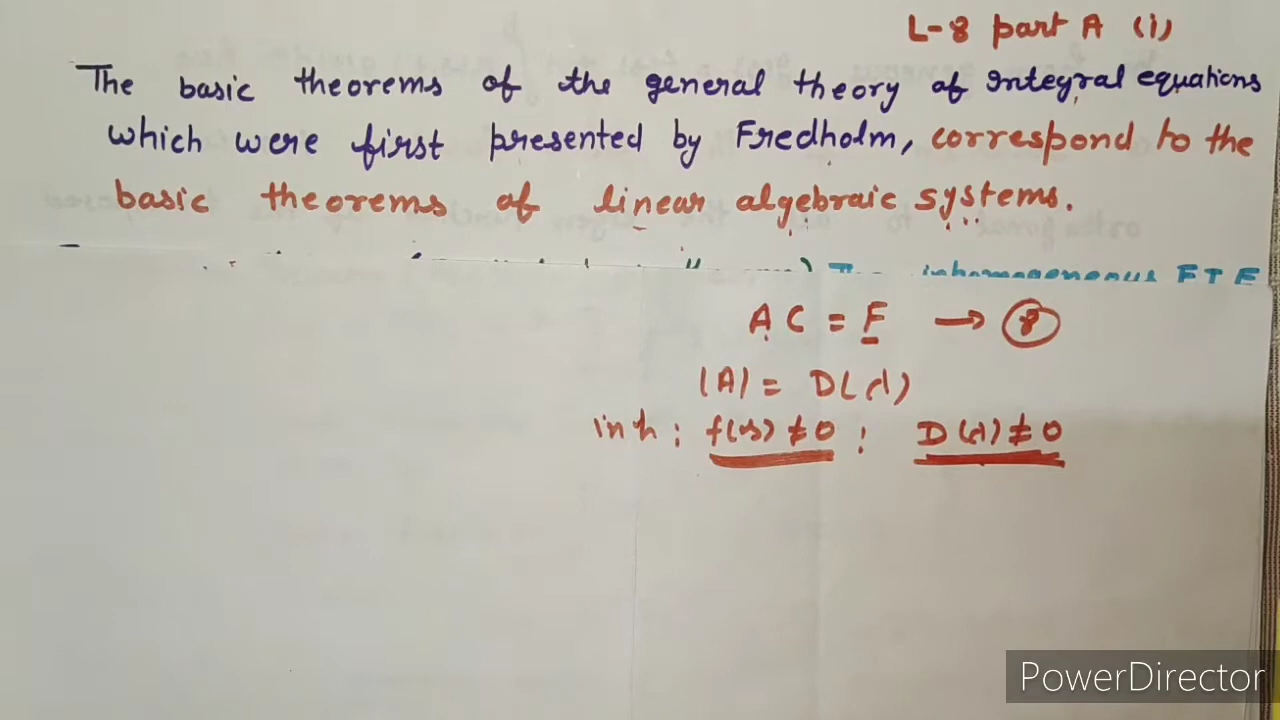 L-8 part A (i)
The basic theorems of the general theory of Integral equations
which were first presented by Fredholm, correspond to the
basic theorems of linear algebraic systems.
inhomogeneous F I E
A C = F → ⑧
|A| = D(λ)
inh : f(s) ≠ 0 ; D(λ) ≠ 0
PowerDirector